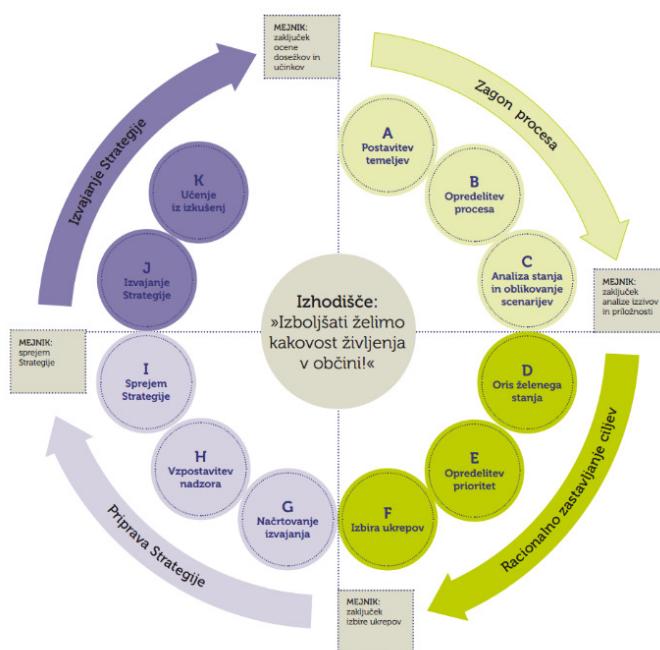 MEJNIK:
zaključek
ocene
dosežkov in
učinkov
Zagon procesa
A
Postavitev
temeljev
B
Opredelitev
procesa
C
Analiza stanja
in oblikovanje
scenarijev
MEJNIK:
zaključek
analize izzivov
in priložnosti
D
Oris želenega
stanja
E
Opredelitev
prioritet
F
Izbira ukrepov
Racionalno zastavljanje ciljev
MEJNIK:
zaključek
izbire ukrepov
G
Načrtovanje
izvajanja
H
Vzpostavitev
nadzora
I
Sprejem
Strategije
Priprava Strategije
MEJNIK:
sprejem
Strategije
J
Izvajanje
Strategije
K
Učenje
iz izkušenj
Izvajanje Strategije
Izhodišče:
»Izboljšati želimo
kakovost življenja
v občini!«